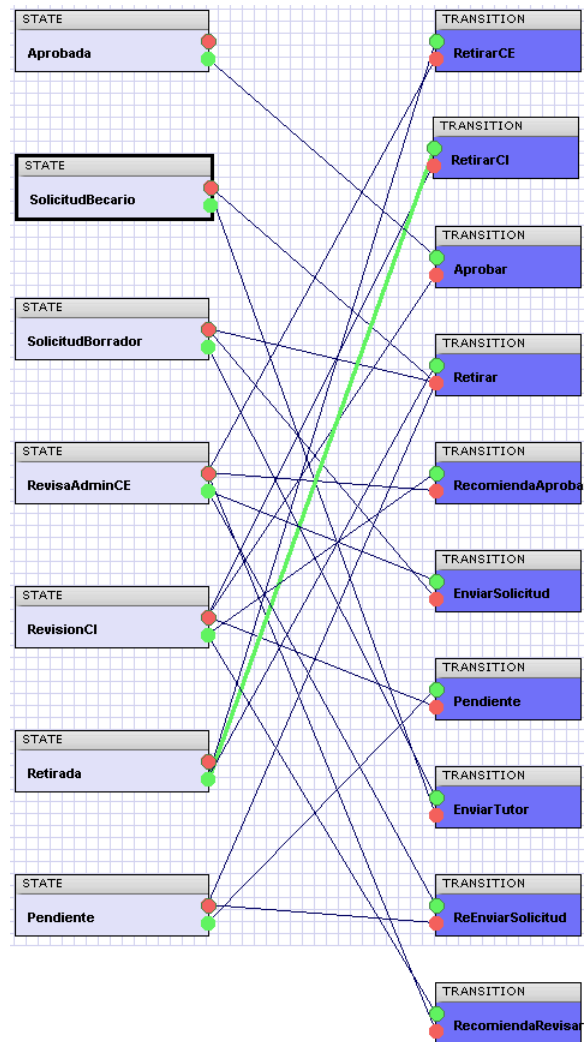 STATE
Aprobada
STATE
SolicitudBecario
STATE
SolicitudBorrador
STATE
RevisaAdminCE
STATE
RevisionCI
STATE
Retirada
STATE
Pendiente
TRANSITION
RetirarCE
TRANSITION
RetirarCI
TRANSITION
Aprobar
TRANSITION
Retirar
TRANSITION
RecomiendaAproba
TRANSITION
EnviarSolicitud
TRANSITION
Pendiente
TRANSITION
EnviarTutor
TRANSITION
ReEnviarSolicitud
TRANSITION
RecomiendaRevisar